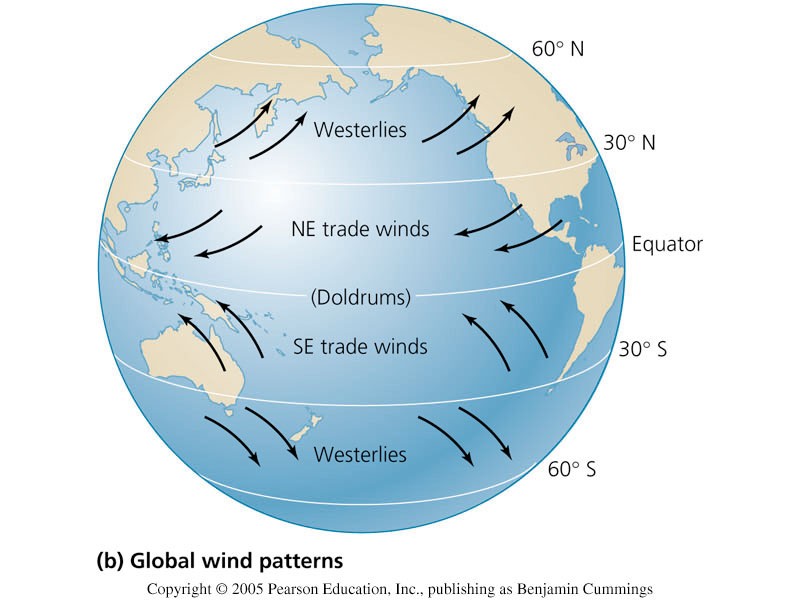 60° N
Westerlies
30° N
NE trade winds
Equator
(Doldrums)
SE trade winds
30° S
Westerlies
60° S
(b) Global wind patterns
Copyright © 2005 Pearson Education, Inc., publishing as Benjamin Cummings